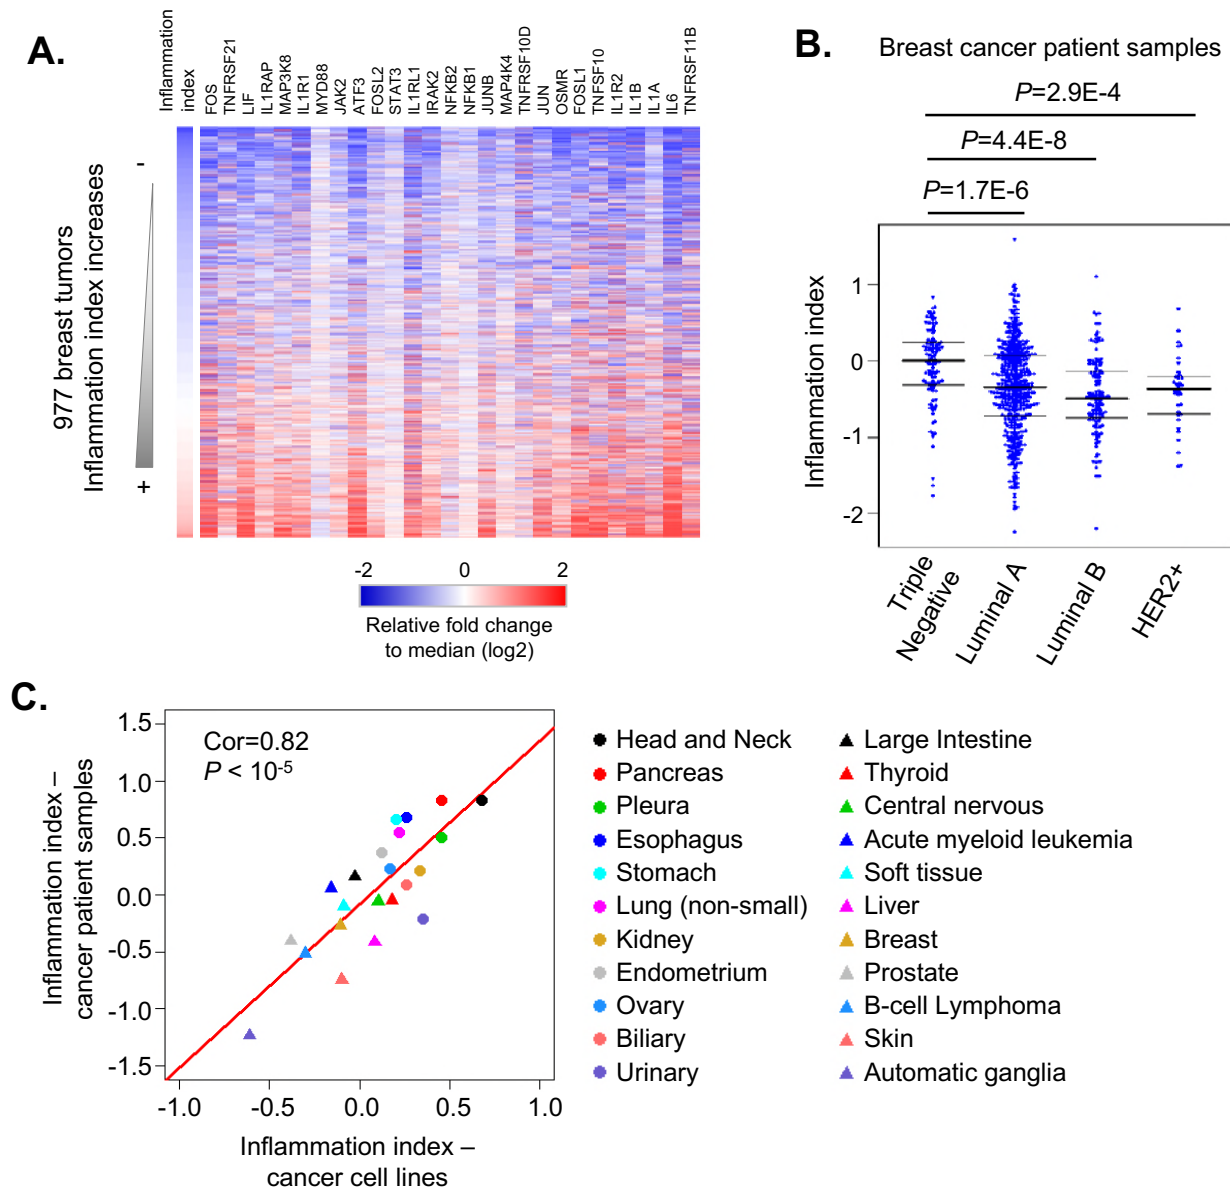 A.
Inflammation
index
FOS
TNFRSF21
LIF
IL1RAP
MAP3K8
IL1R1
MYD88
JAK2
ATF3
FOSL2
STAT3
IL1RL1
IRAK2
NFKB2
NFKB1
JUNB
MAP4K4
TNFRSF10D
JUN
OSMR
FOSL1
TNFSF10
IL1R2
IL1B
IL1A
IL6
TNFRSF11B
977 breast tumors
Inflammation index increases
-
+
-2 0 2
Relative fold change
to median (log2)
B.
Breast cancer patient samples
P=2.9E-4
P=4.4E-8
P=1.7E-6
Inflammation index
1
0
-1
-2
Triple
Negative
Luminal A
Luminal B
HER2+
C.
Cor=0.82
P < 10-5
Inflammation index –
cancer patient samples
1.5
1.0
0.5
0.0
-0.5
-1.0
-1.5
-1.0 -0.5 0.0 0.5 1.0
Inflammation index –
cancer cell lines
Head and Neck
Pancreas
Pleura
Esophagus
Stomach
Lung (non-small)
Kidney
Endometrium
Ovary
Biliary
Urinary
Large Intestine
Thyroid
Central nervous
Acute myeloid leukemia
Soft tissue
Liver
Breast
Prostate
B-cell Lymphoma
Skin
Automatic ganglia